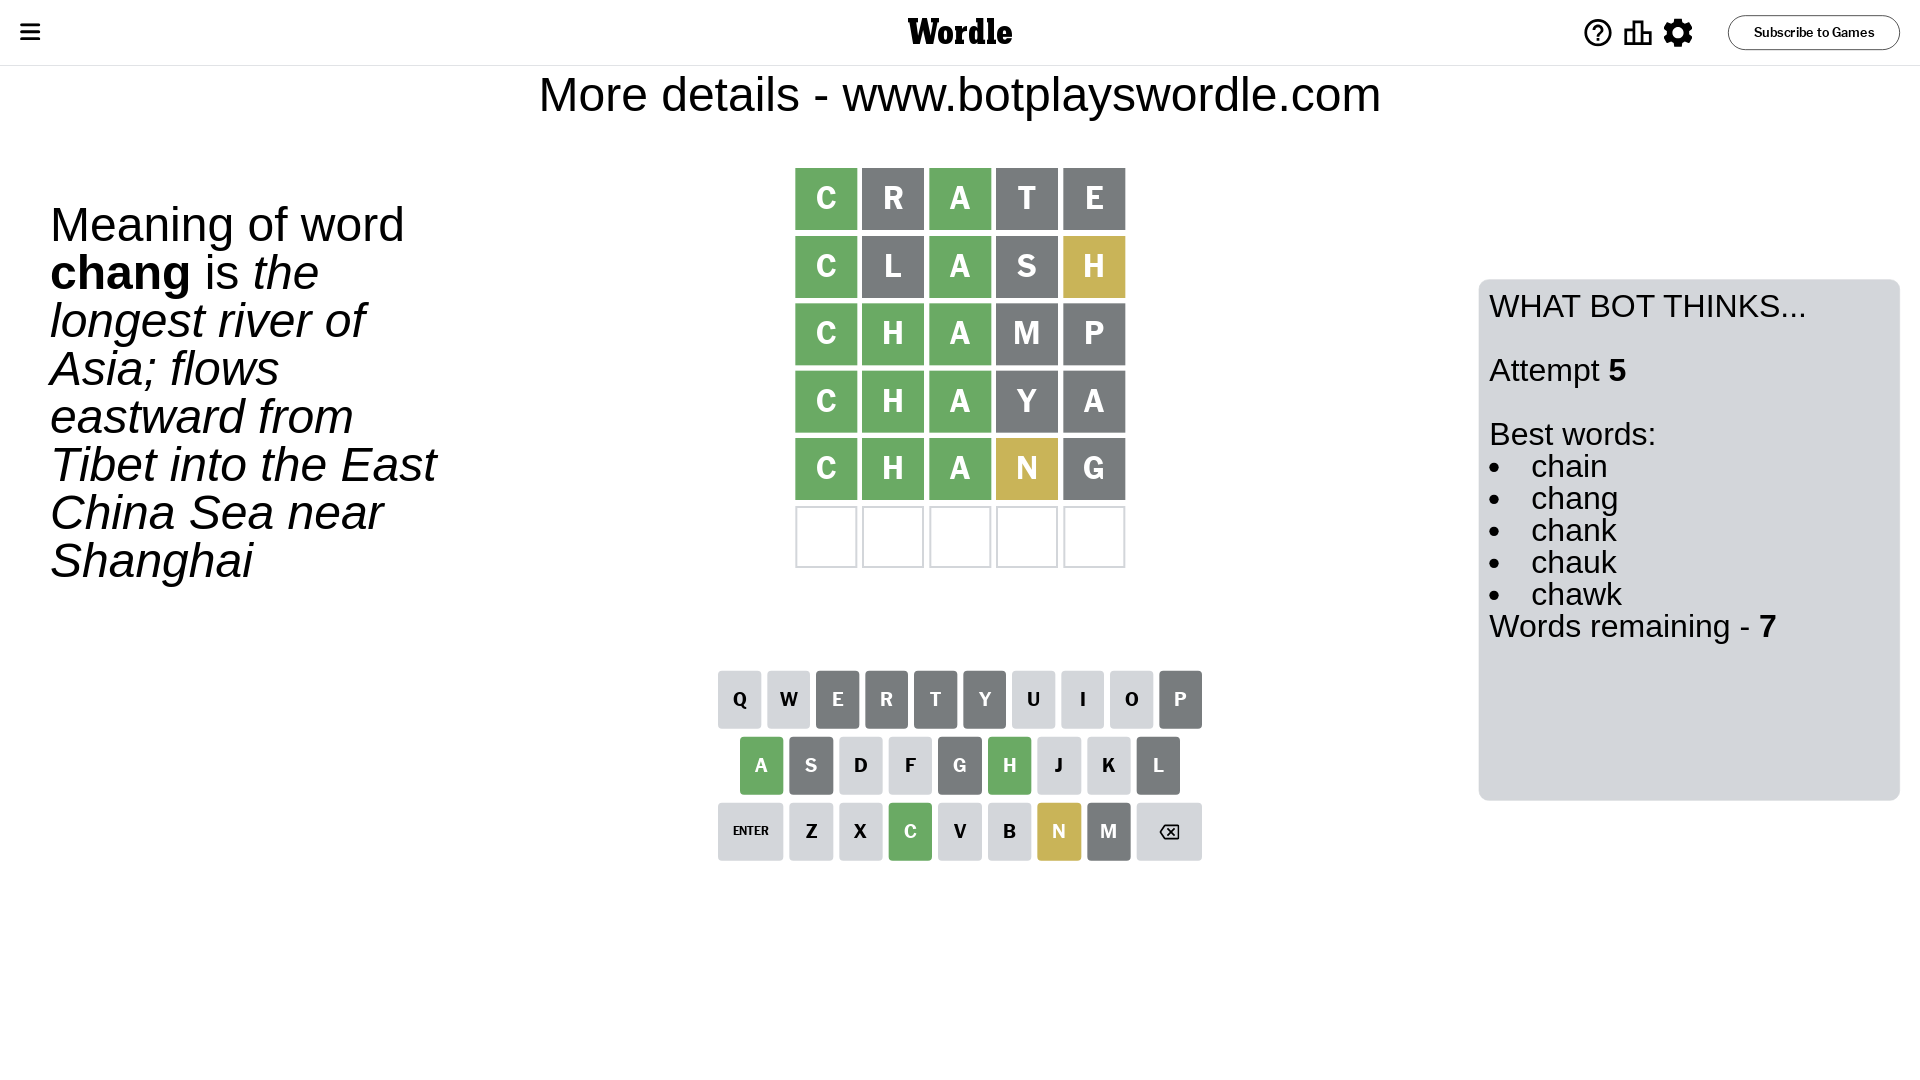 Wordle
Subscribe to Games
More details - www.botplayswordle.com
Meaning of word
chang is the
longest river of
Asia; flows
eastward from
Tibet into the East
China Sea near
Shanghai
C R A T E
C L A S H
C H A M P
C H A Y A
C H A N G
WHAT BOT THINKS...
Attempt 5
Best words:
• chain
• chang
• chank
• chauk
• chawk
Words remaining - 7
Q W E R T Y U I O P
A S D F G H J K L
ENTER Z X C V B N M